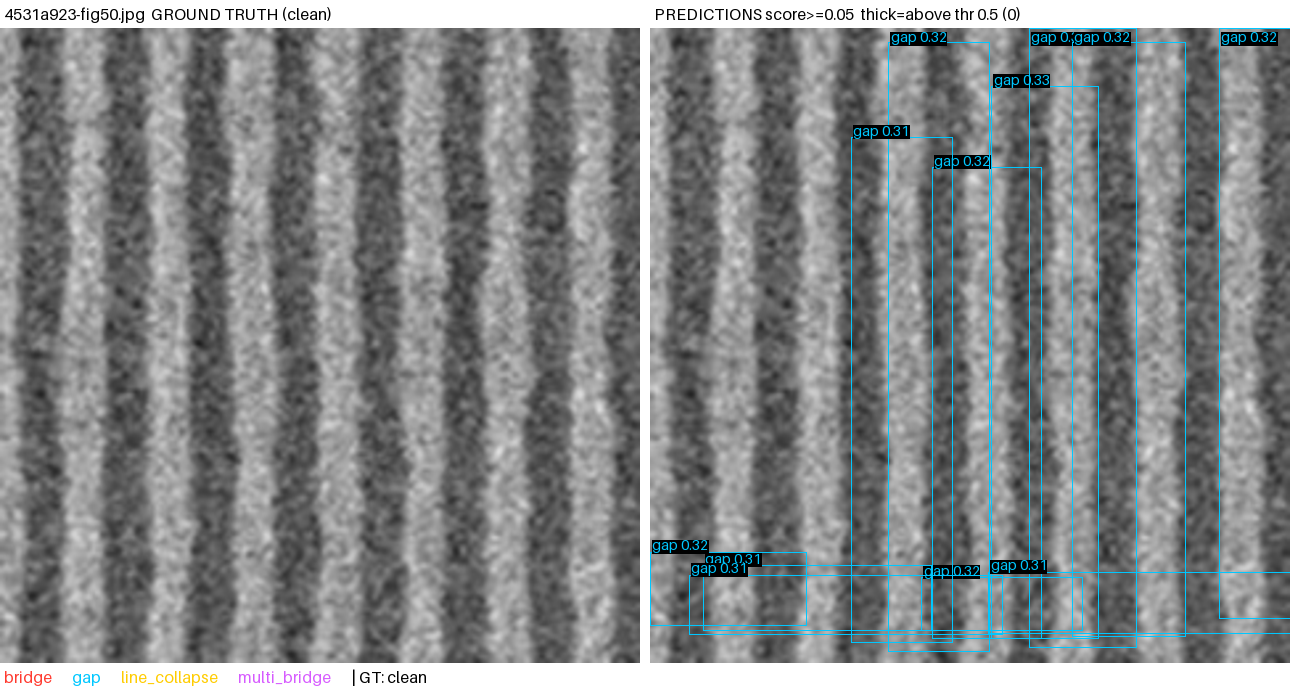 4531a923-fig50.jpg GROUND TRUTH (clean)
PREDICTIONS score>=0.05 thick=above thr 0.5 (0)
gap 0.32
gap 0.32
gap 0.32
gap 0.33
gap 0.31
gap 0.32
gap 0.32
gap 0.31
gap 0.31
gap 0.32
gap 0.31
bridge gap line_collapse multi_bridge | GT: clean